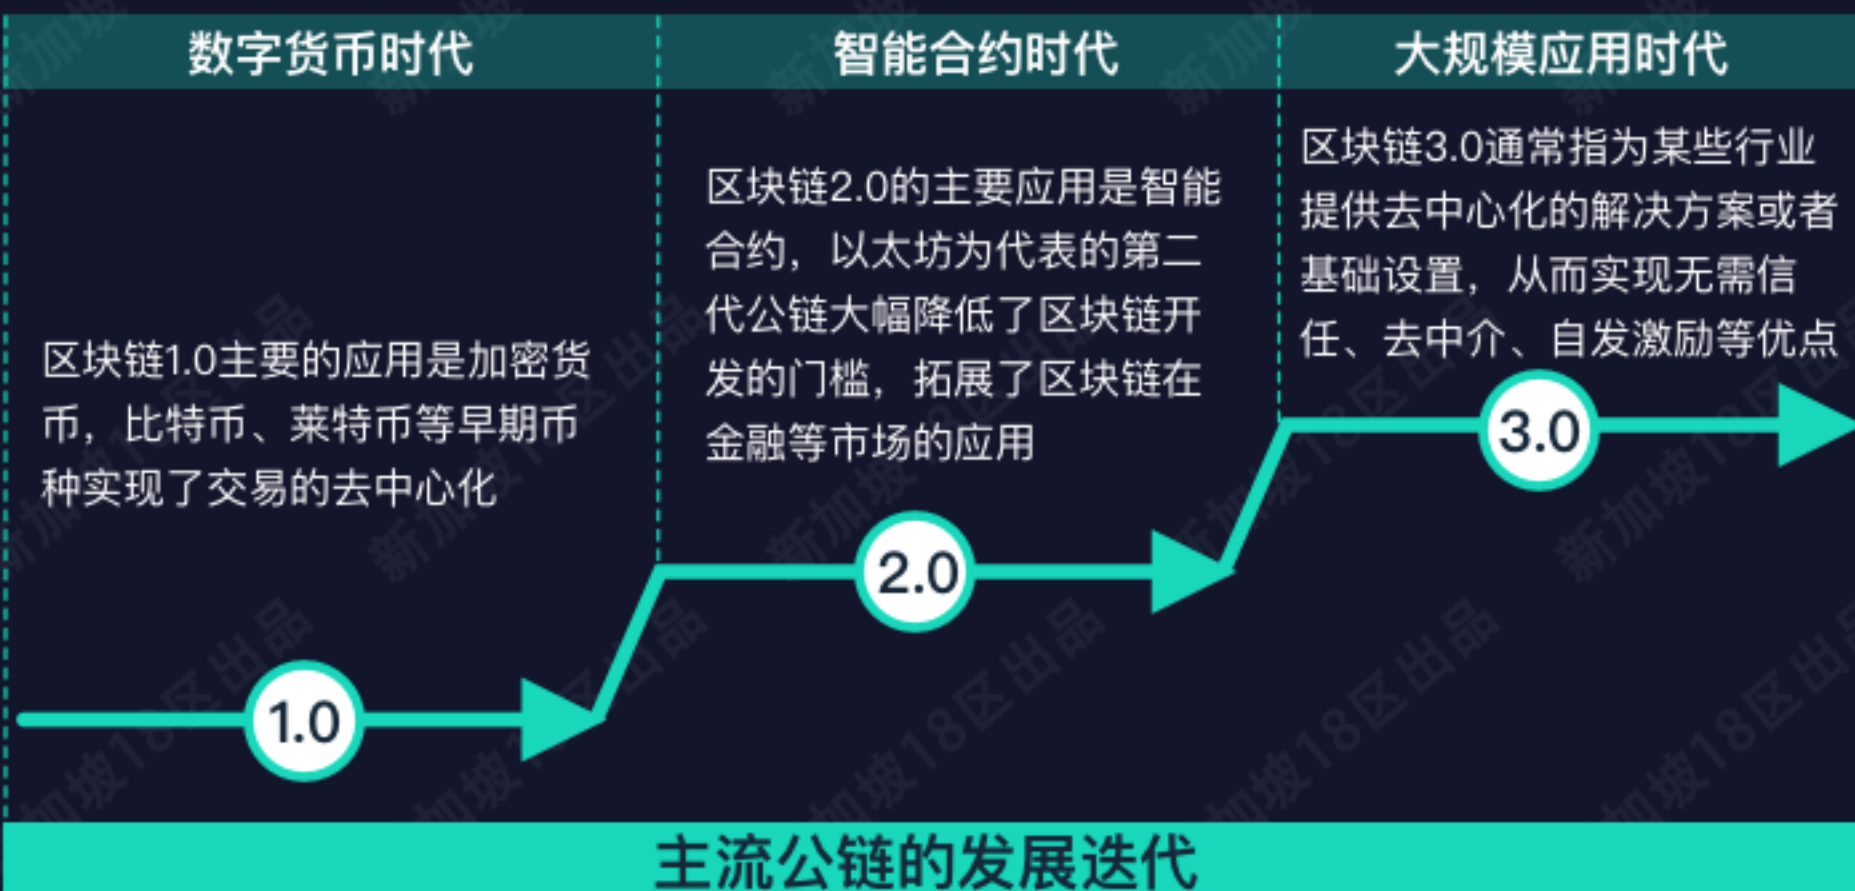 数字货币时代
智能合约时代
大规模应用时代
区块链1.0主要的应用是加密货
币，比特币、莱特币等早期币
种实现了交易的去中心化
区块链2.0的主要应用是智能
合约，以太坊为代表的第二
代公链大幅降低了区块链开
发的门槛，拓展了区块链在
金融等市场的应用
区块链3.0通常指为某些行业
提供去中心化的解决方案或者
基础设置，从而实现无需信
任、去中介、自发激励等优点
1.0
2.0
3.0
主流公链的发展迭代
新加坡18区出品